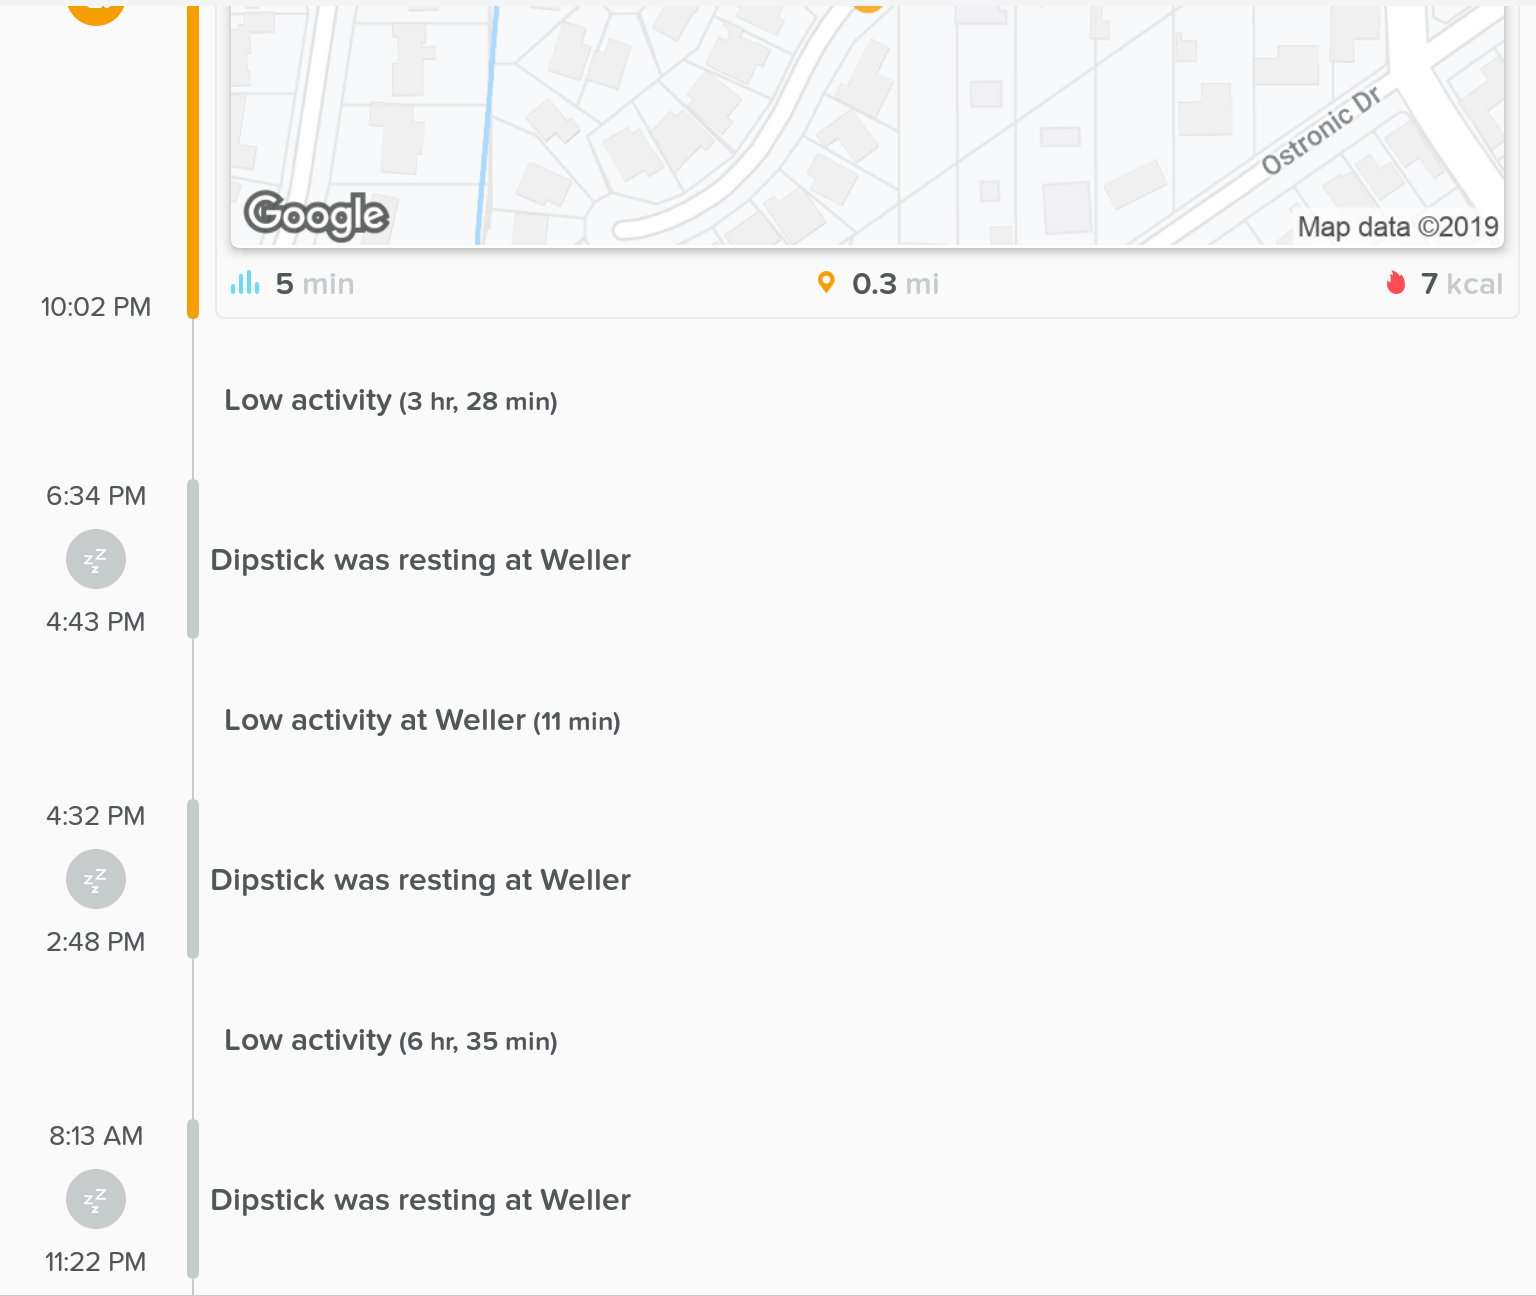 Ostronic Dr
Google
Map data ©2019
5 min
0.3 mi
7 kcal
10:02 PM
Low activity (3 hr, 28 min)
6:34 PM
zZz
Dipstick was resting at Weller
4:43 PM
Low activity at Weller (11 min)
4:32 PM
zZz
Dipstick was resting at Weller
2:48 PM
Low activity (6 hr, 35 min)
8:13 AM
zZz
Dipstick was resting at Weller
11:22 PM